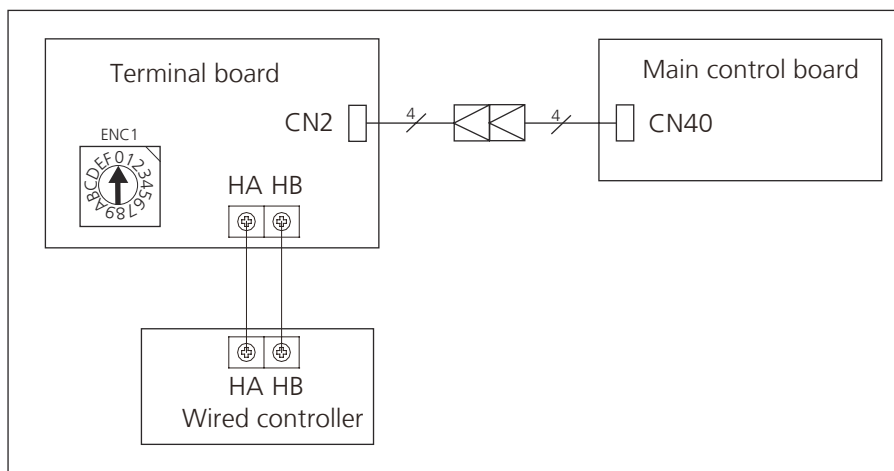 Terminal board
Main control board
CN2
4
4
CN40
ENC1
0123456789ABCDEF
HA HB
HA HB
Wired controller